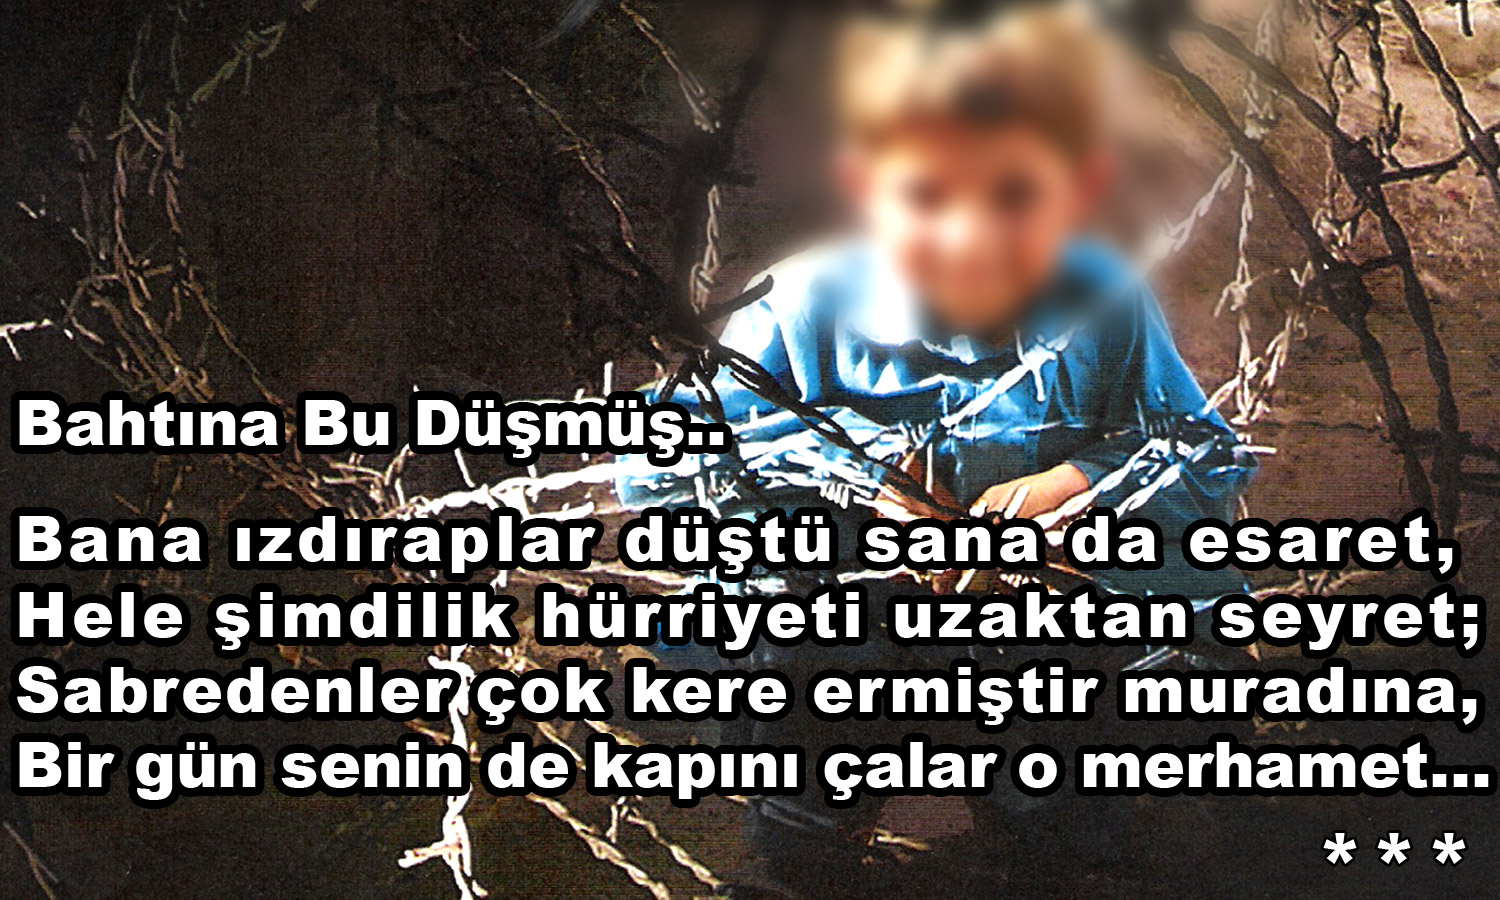 Bahtına Bu Düşmüş..
Bana ızdıraplar düştü sana da esaret,
Hele şimdilik hürriyeti uzaktan seyret;
Sabredenler çok kere ermiştir muradına,
Bir gün senin de kapını çalar o merhamet...
* * *